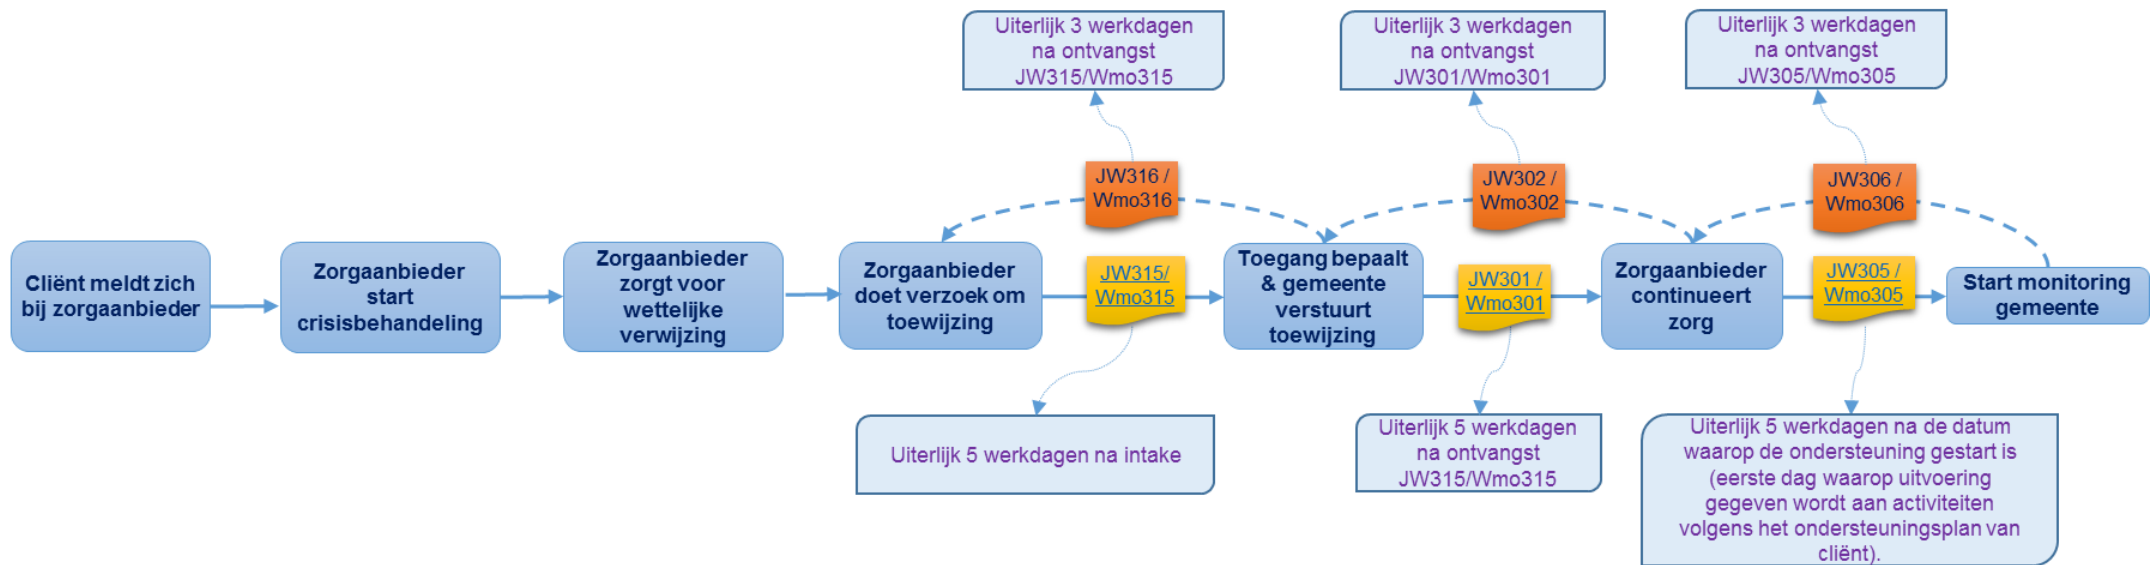 Uiterlijk 3 werkdagen
na ontvangst
JW315/Wmo315
Uiterlijk 3 werkdagen
na ontvangst
JW301/Wmo301
Uiterlijk 3 werkdagen
na ontvangst
JW305/Wmo305
JW316 /
Wmo316
JW302 /
Wmo302
JW306 /
Wmo306
Cliënt meldt zich
bij zorgaanbieder
Zorgaanbieder
start
crisisbehandeling
Zorgaanbieder
zorgt voor
wettelijke
verwijzing
Zorgaanbieder
doet verzoek om
toewijzing
JW315/
Wmo315
Toegang bepaalt
& gemeente
verstuurt
toewijzing
JW301 /
Wmo301
Zorgaanbieder
continueert
zorg
JW305 /
Wmo305
Start monitoring
gemeente
Uiterlijk 5 werkdagen na intake
Uiterlijk 5 werkdagen
na ontvangst
JW315/Wmo315
Uiterlijk 5 werkdagen na de datum
waarop de ondersteuning gestart is
(eerste dag waarop uitvoering
gegeven wordt aan activiteiten
volgens het ondersteuningsplan van
cliënt).